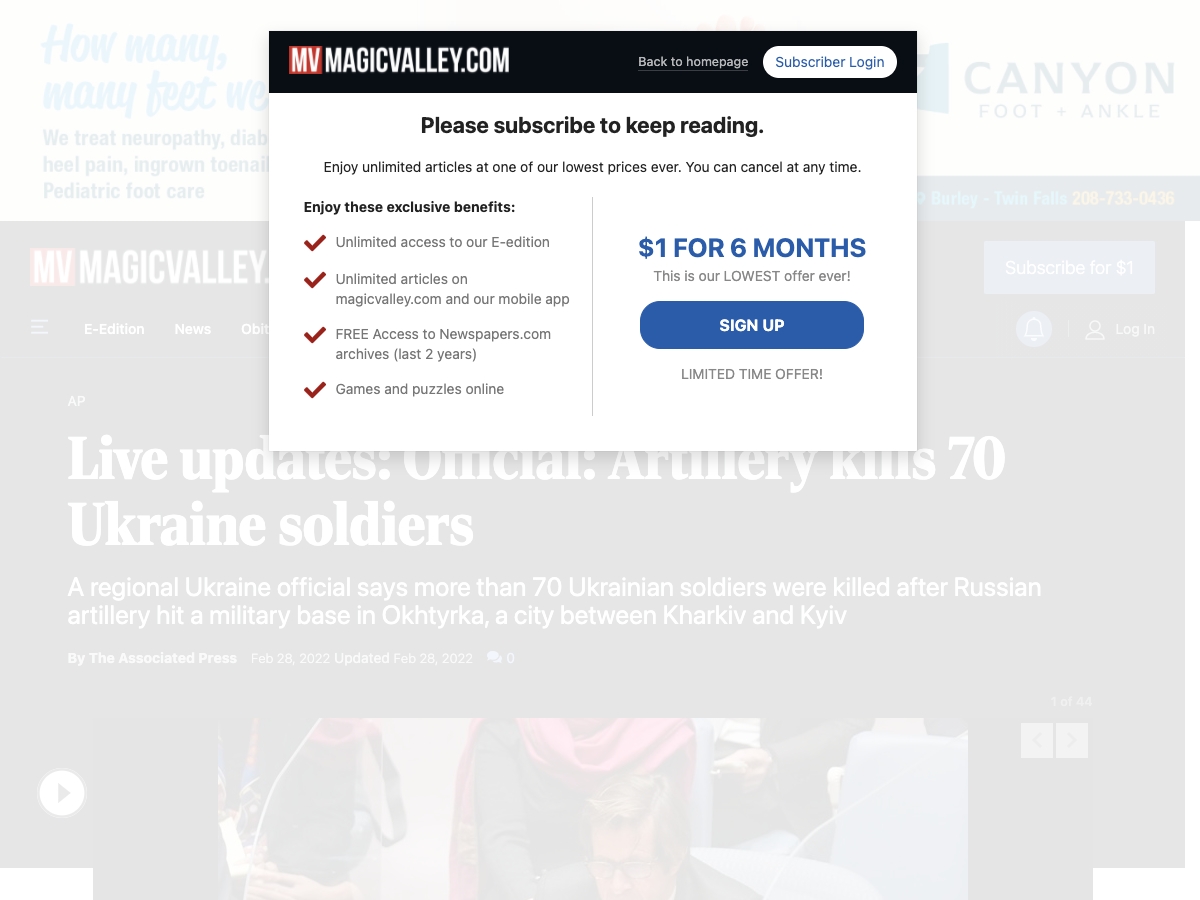 How many,
many feet we
We treat neuropathy, diab
heel pain, ingrown toenail
Pediatric foot care
CANYON
FOOT + ANKLE
Burley - Twin Falls 208-733-0436
MV MAGICVALLEY.COM
Back to homepage
Subscriber Login
Please subscribe to keep reading.
Enjoy unlimited articles at one of our lowest prices ever. You can cancel at any time.
Enjoy these exclusive benefits:
Unlimited access to our E-edition
Unlimited articles on
magicvalley.com and our mobile app
FREE Access to Newspapers.com
archives (last 2 years)
Games and puzzles online
$1 FOR 6 MONTHS
This is our LOWEST offer ever!
SIGN UP
LIMITED TIME OFFER!
MV MAGICVALLEY.
Subscribe for $1
E-Edition
News
Obit
Log In
AP
Live updates: Official: Artillery kills 70
Ukraine soldiers
A regional Ukraine official says more than 70 Ukrainian soldiers were killed after Russian
artillery hit a military base in Okhtyrka, a city between Kharkiv and Kyiv
By The Associated Press Feb 28, 2022 Updated Feb 28, 2022 0
1 of 44